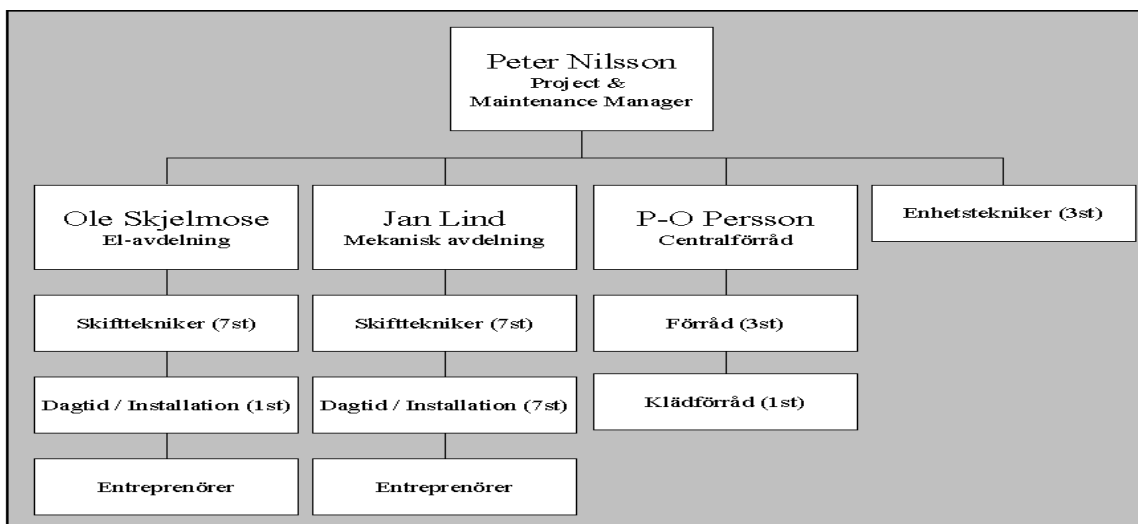 Peter Nilsson
Project &
Maintenance Manager
Ole Skjelmose
El-avdelning
Jan Lind
Mekanisk avdelning
P-O Persson
Centralförråd
Enhetstekniker (3st)
Skifttekniker (7st)
Skifttekniker (7st)
Förråd (3st)
Dagtid / Installation (1st)
Dagtid / Installation (7st)
Klädförråd (1st)
Entreprenörer
Entreprenörer